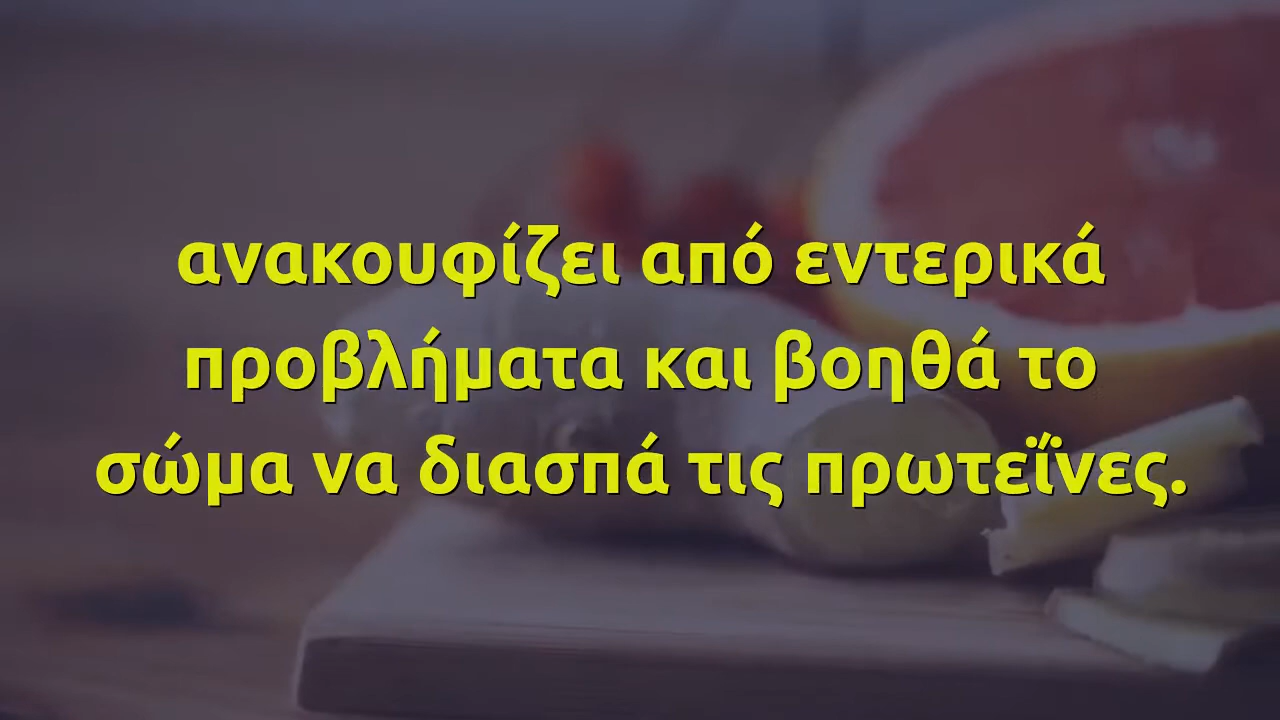 ανακουφίζει από εντερικά
προβλήματα και βοηθά το
σώμα να διασπά τις πρωτεΐνες.